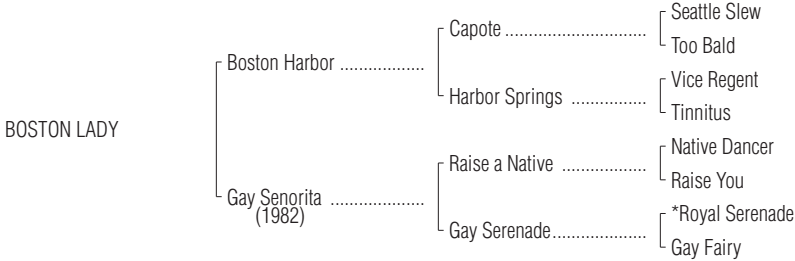 Seattle Slew
Capote ..............................
Too Bald
Boston Harbor ..................
Vice Regent
Harbor Springs ................
Tinnitus
BOSTON LADY
Native Dancer
Raise a Native ..................
Raise You
Gay Senorita ....................
(1982)
*Royal Serenade
Gay Serenade....................
Gay Fairy